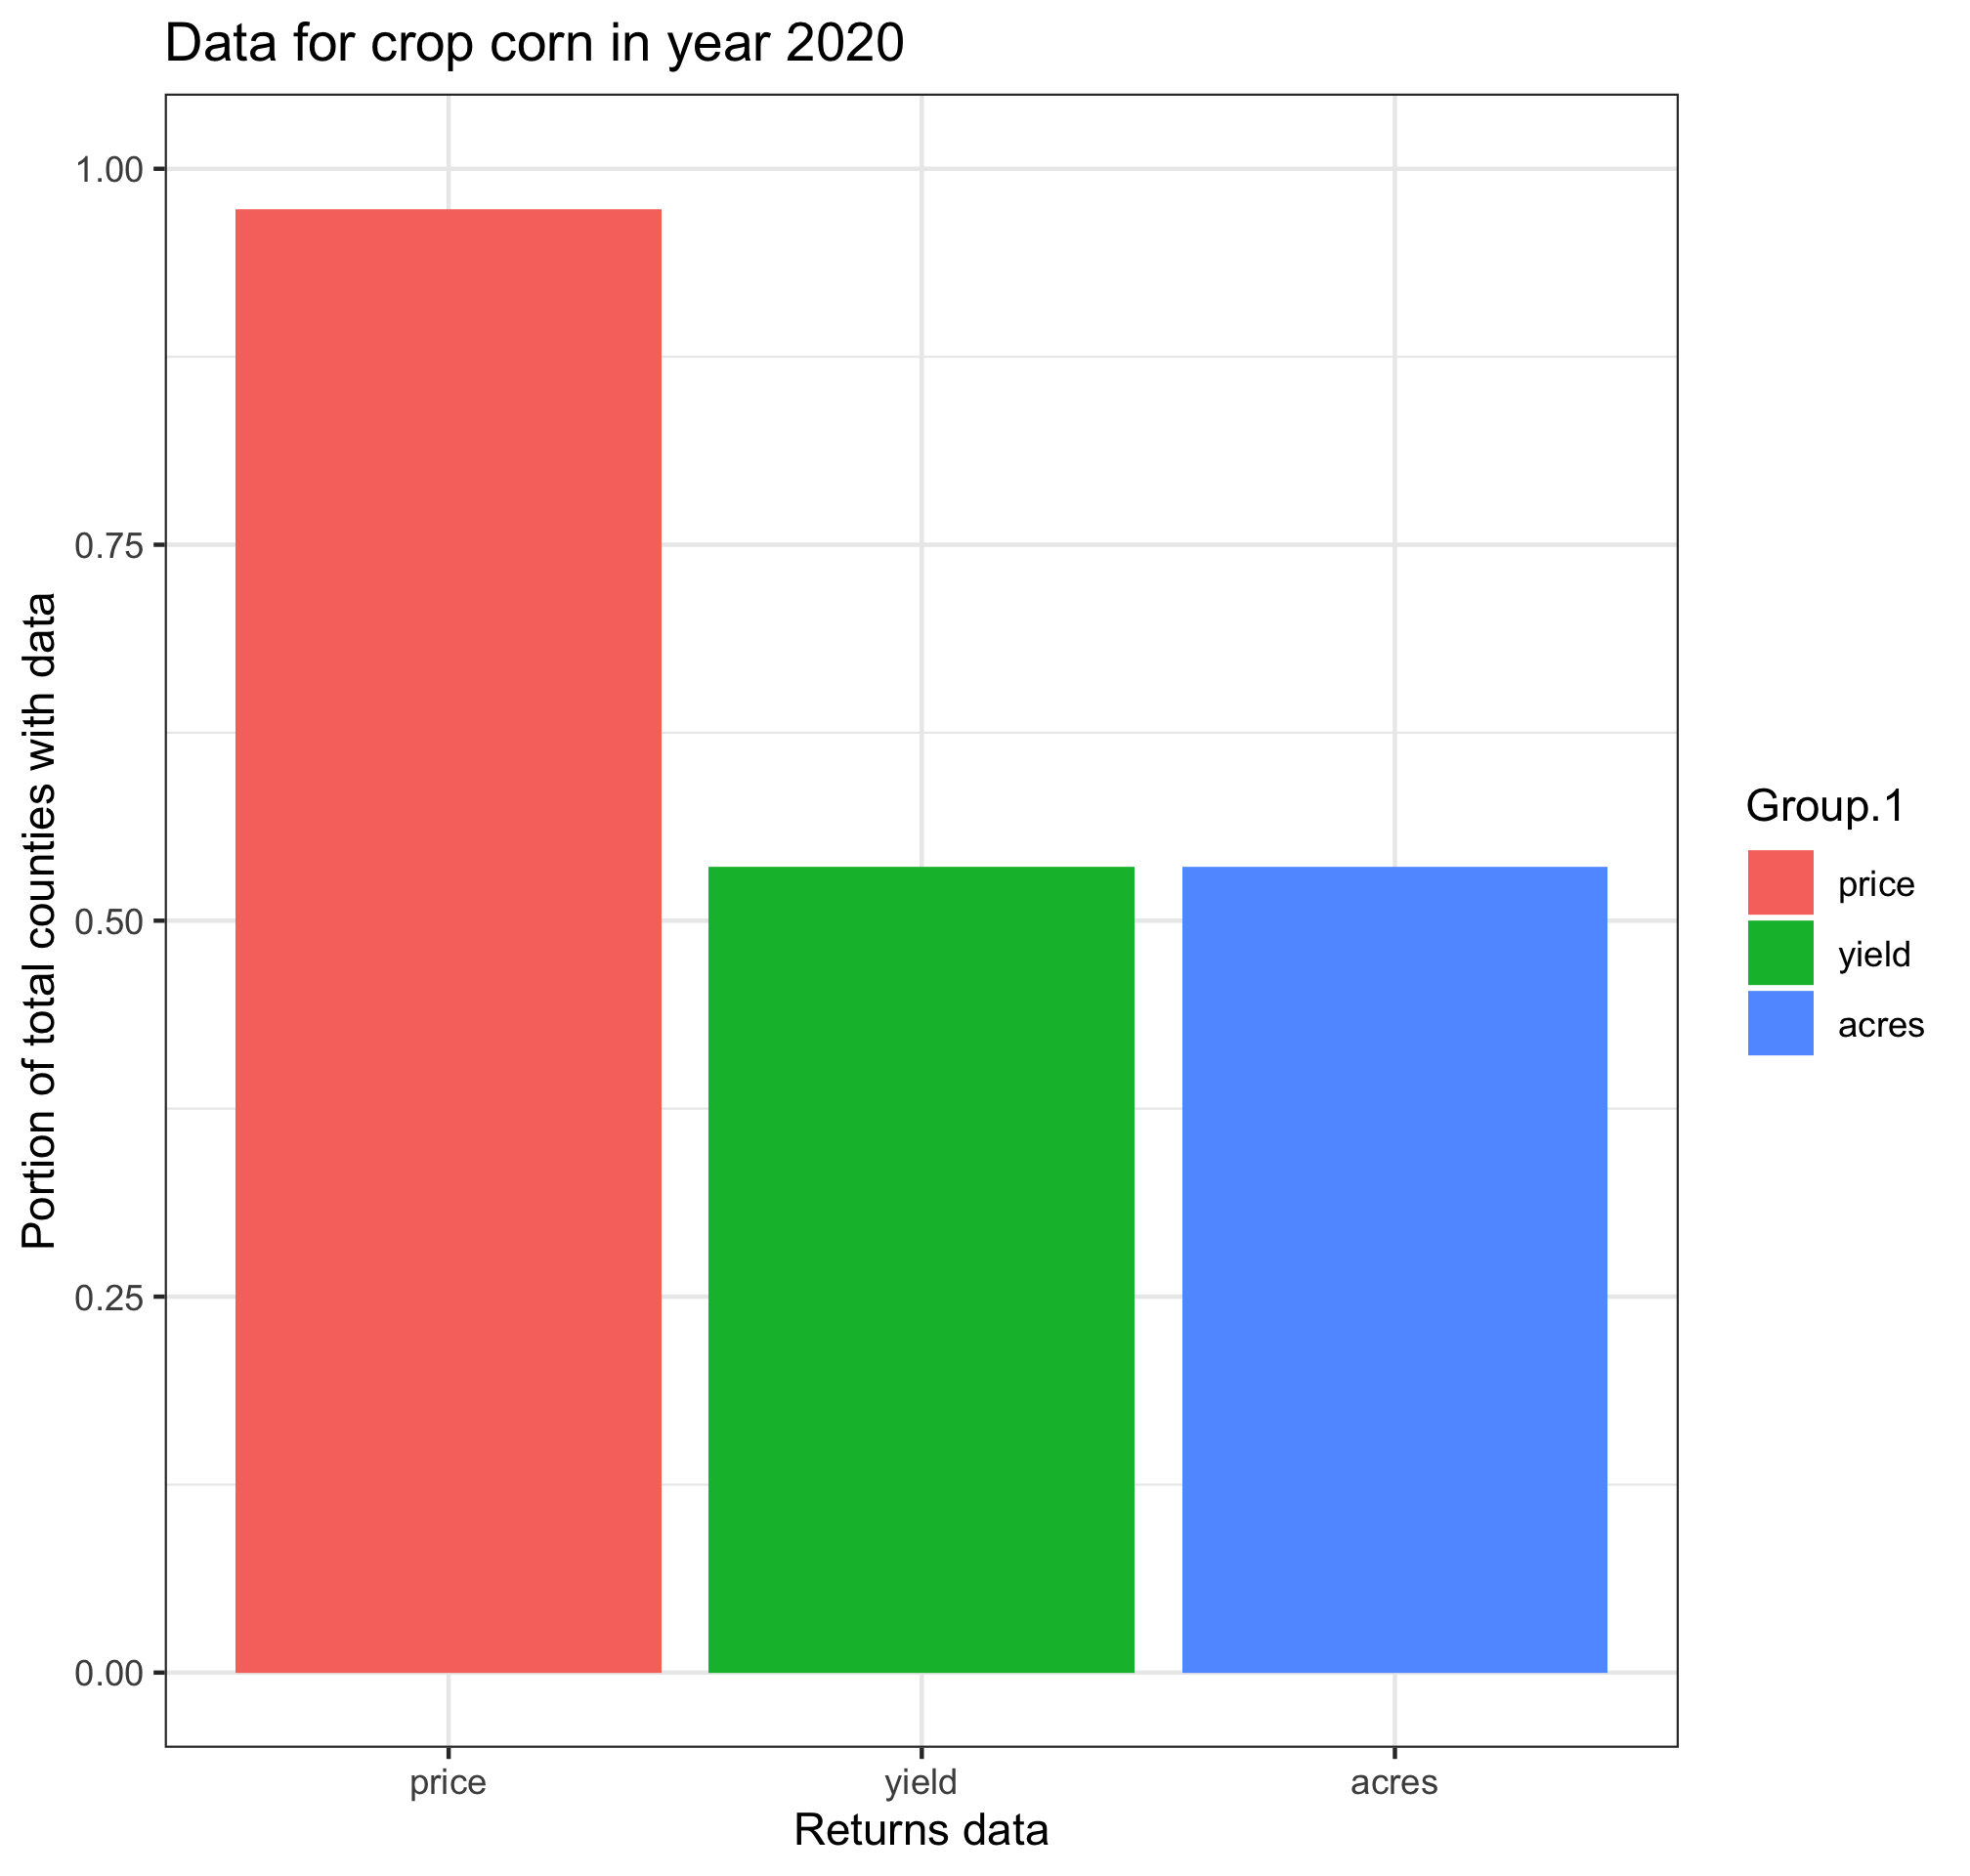 Data for crop corn in year 2020
Portion of total counties with data
1.00
0.75
0.50
0.25
0.00
price
yield
acres
Returns data
Group.1
price
yield
acres